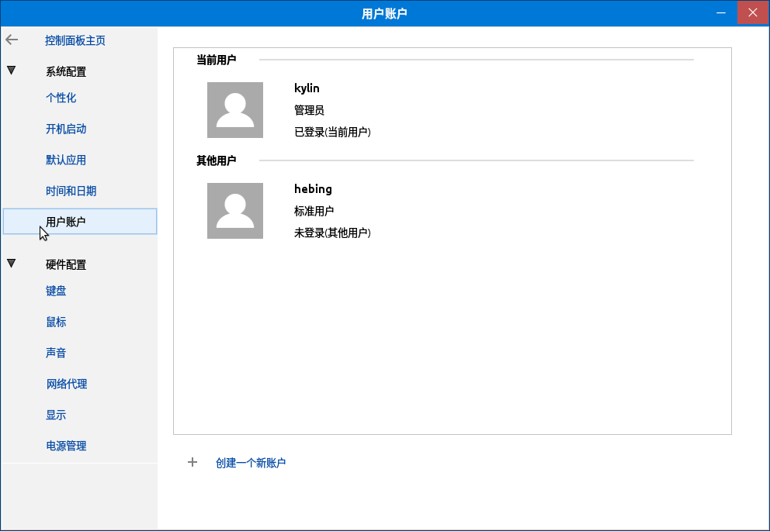 用户账户
控制面板主页
系统配置
个性化
开机启动
默认应用
时间和日期
用户账户
硬件配置
键盘
鼠标
声音
网络代理
显示
电源管理
当前用户
kylin
管理员
已登录(当前用户)
其他用户
hebing
标准用户
未登录(其他用户)
创建一个新账户